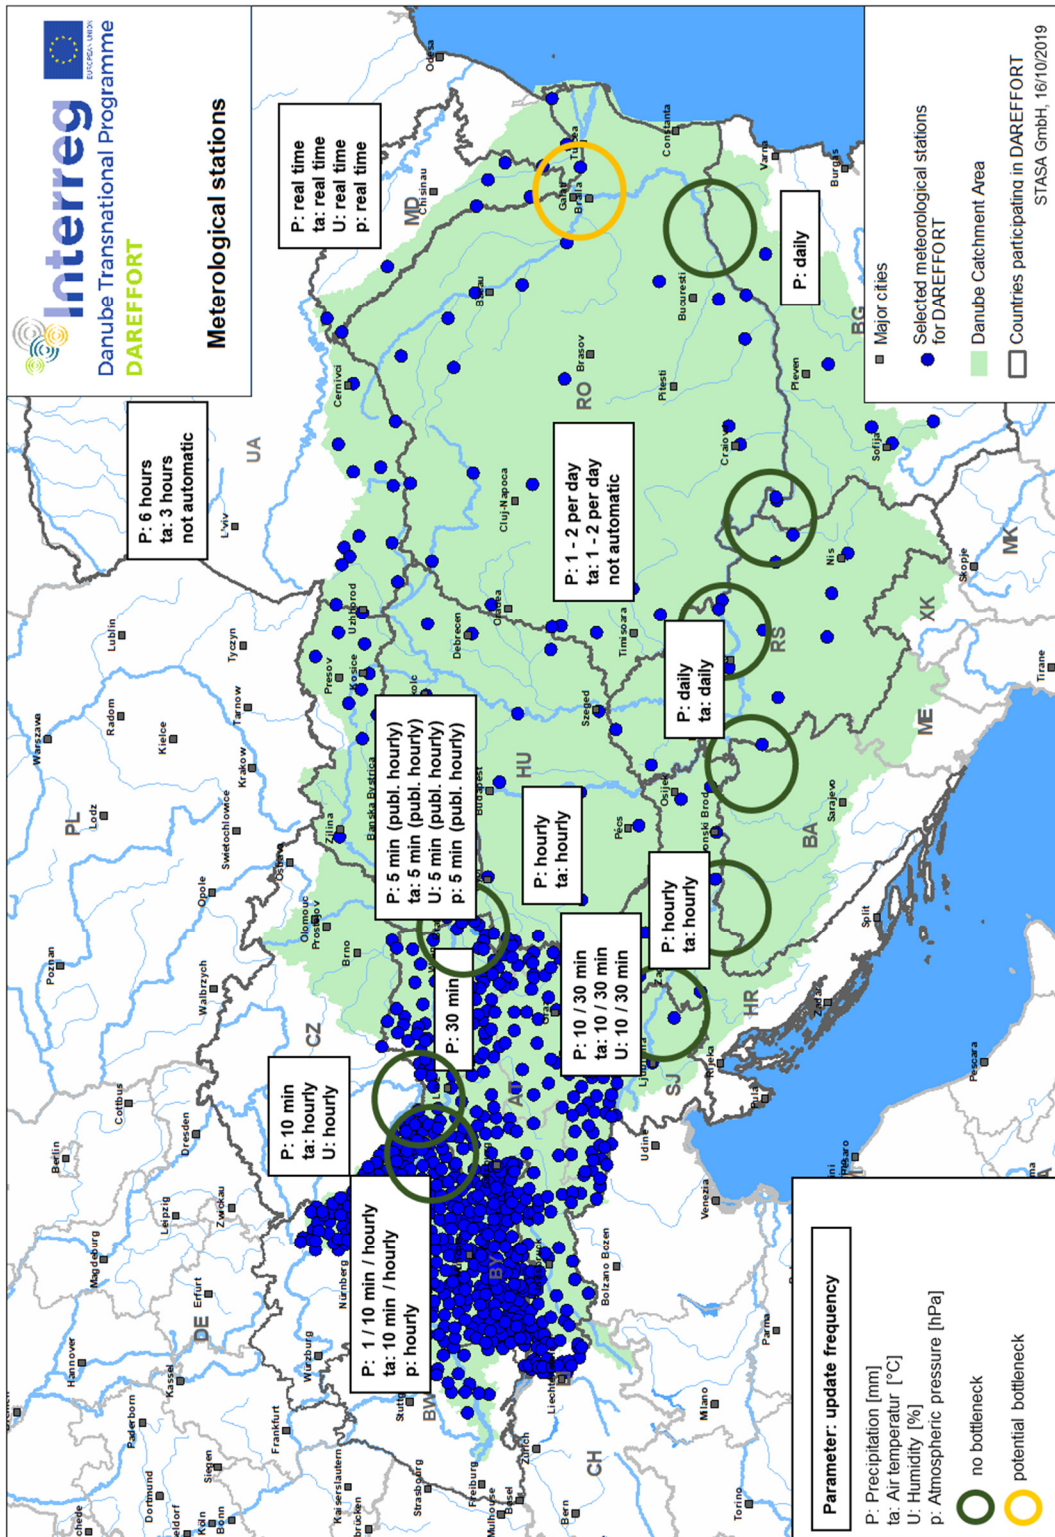 Interreg
EUROPEAN UNION
Danube Transnational Programme
DAREFFORT
Meterological stations
P: real time
ta: real time
U: real time
p: real time
P: 6 hours
ta: 3 hours
not automatic
P: 10 min
ta: hourly
U: hourly
P: 1 / 10 min / hourly
ta: 10 min / hourly
p: hourly
P: 30 min
P: 5 min (publ. hourly)
ta: 5 min (publ. hourly)
U: 5 min (publ. hourly)
p: 5 min (publ. hourly)
P: hourly
ta: hourly
P: 1 - 2 per day
ta: 1 - 2 per day
not automatic
P: 10 / 30 min
ta: 10 / 30 min
U: 10 / 30 min
P: hourly
ta: hourly
P: daily
ta: daily
P: daily
Hannover
Magdeburg
Berlin
Poznan
Warszawa
Paderborn
Kassel
Leipzig
Cottbus
Lodz
Radom
Lublin
PL
Dortmund
Siegen
Bonn
Köln
DE
Erfurt
Zwickau
Dresden
Walbrzych
Opole
Kielce
Swietochlowice
Krakow
Tarnow
Tyczyn
L'viv
UA
Frankfurt
Würzburg
Nürnberg
CZ
Olomouc
Prostejov
Ostrava
Brno
Zilina
Banska Bystrica
Presov
Kosice
Uzhhorod
Cernivci
MD
Chisinau
Odesa
Kaiserslautern
Strasbourg
BW
Freiburg
Mulhouse
Basel
Zürich
Bern
CH
BY
AU
Bolzano Bozen
Budapest
HU
Debrecen
Oradea
Cluj-Napoca
Bacau
Galati
Braila
Tulcea
RO
Brasov
Pitesti
Bucuresti
Constanta
Szeged
Timisoara
Pécs
Osijek
Craiova
Udine
SJ
HR
Rijeka
Pula
Zadar
Split
BA
Sarajevo
RS
Nis
Pleven
BG
Varna
Burgas
Sofija
Milano
Torino
Venezia
Parma
Pescara
ME
XK
MK
Skopje
Tirane
Parameter: update frequency
P: Precipitation [mm]
ta: Air temperatur [°C]
U: Humidity [%]
p: Atmospheric pressure [hPa]
no bottleneck
potential bottleneck
Major cities
Selected meteorological stations
for DAREFFORT
Danube Catchment Area
Countries participating in DAREFFORT
STASA GmbH, 16/10/2019